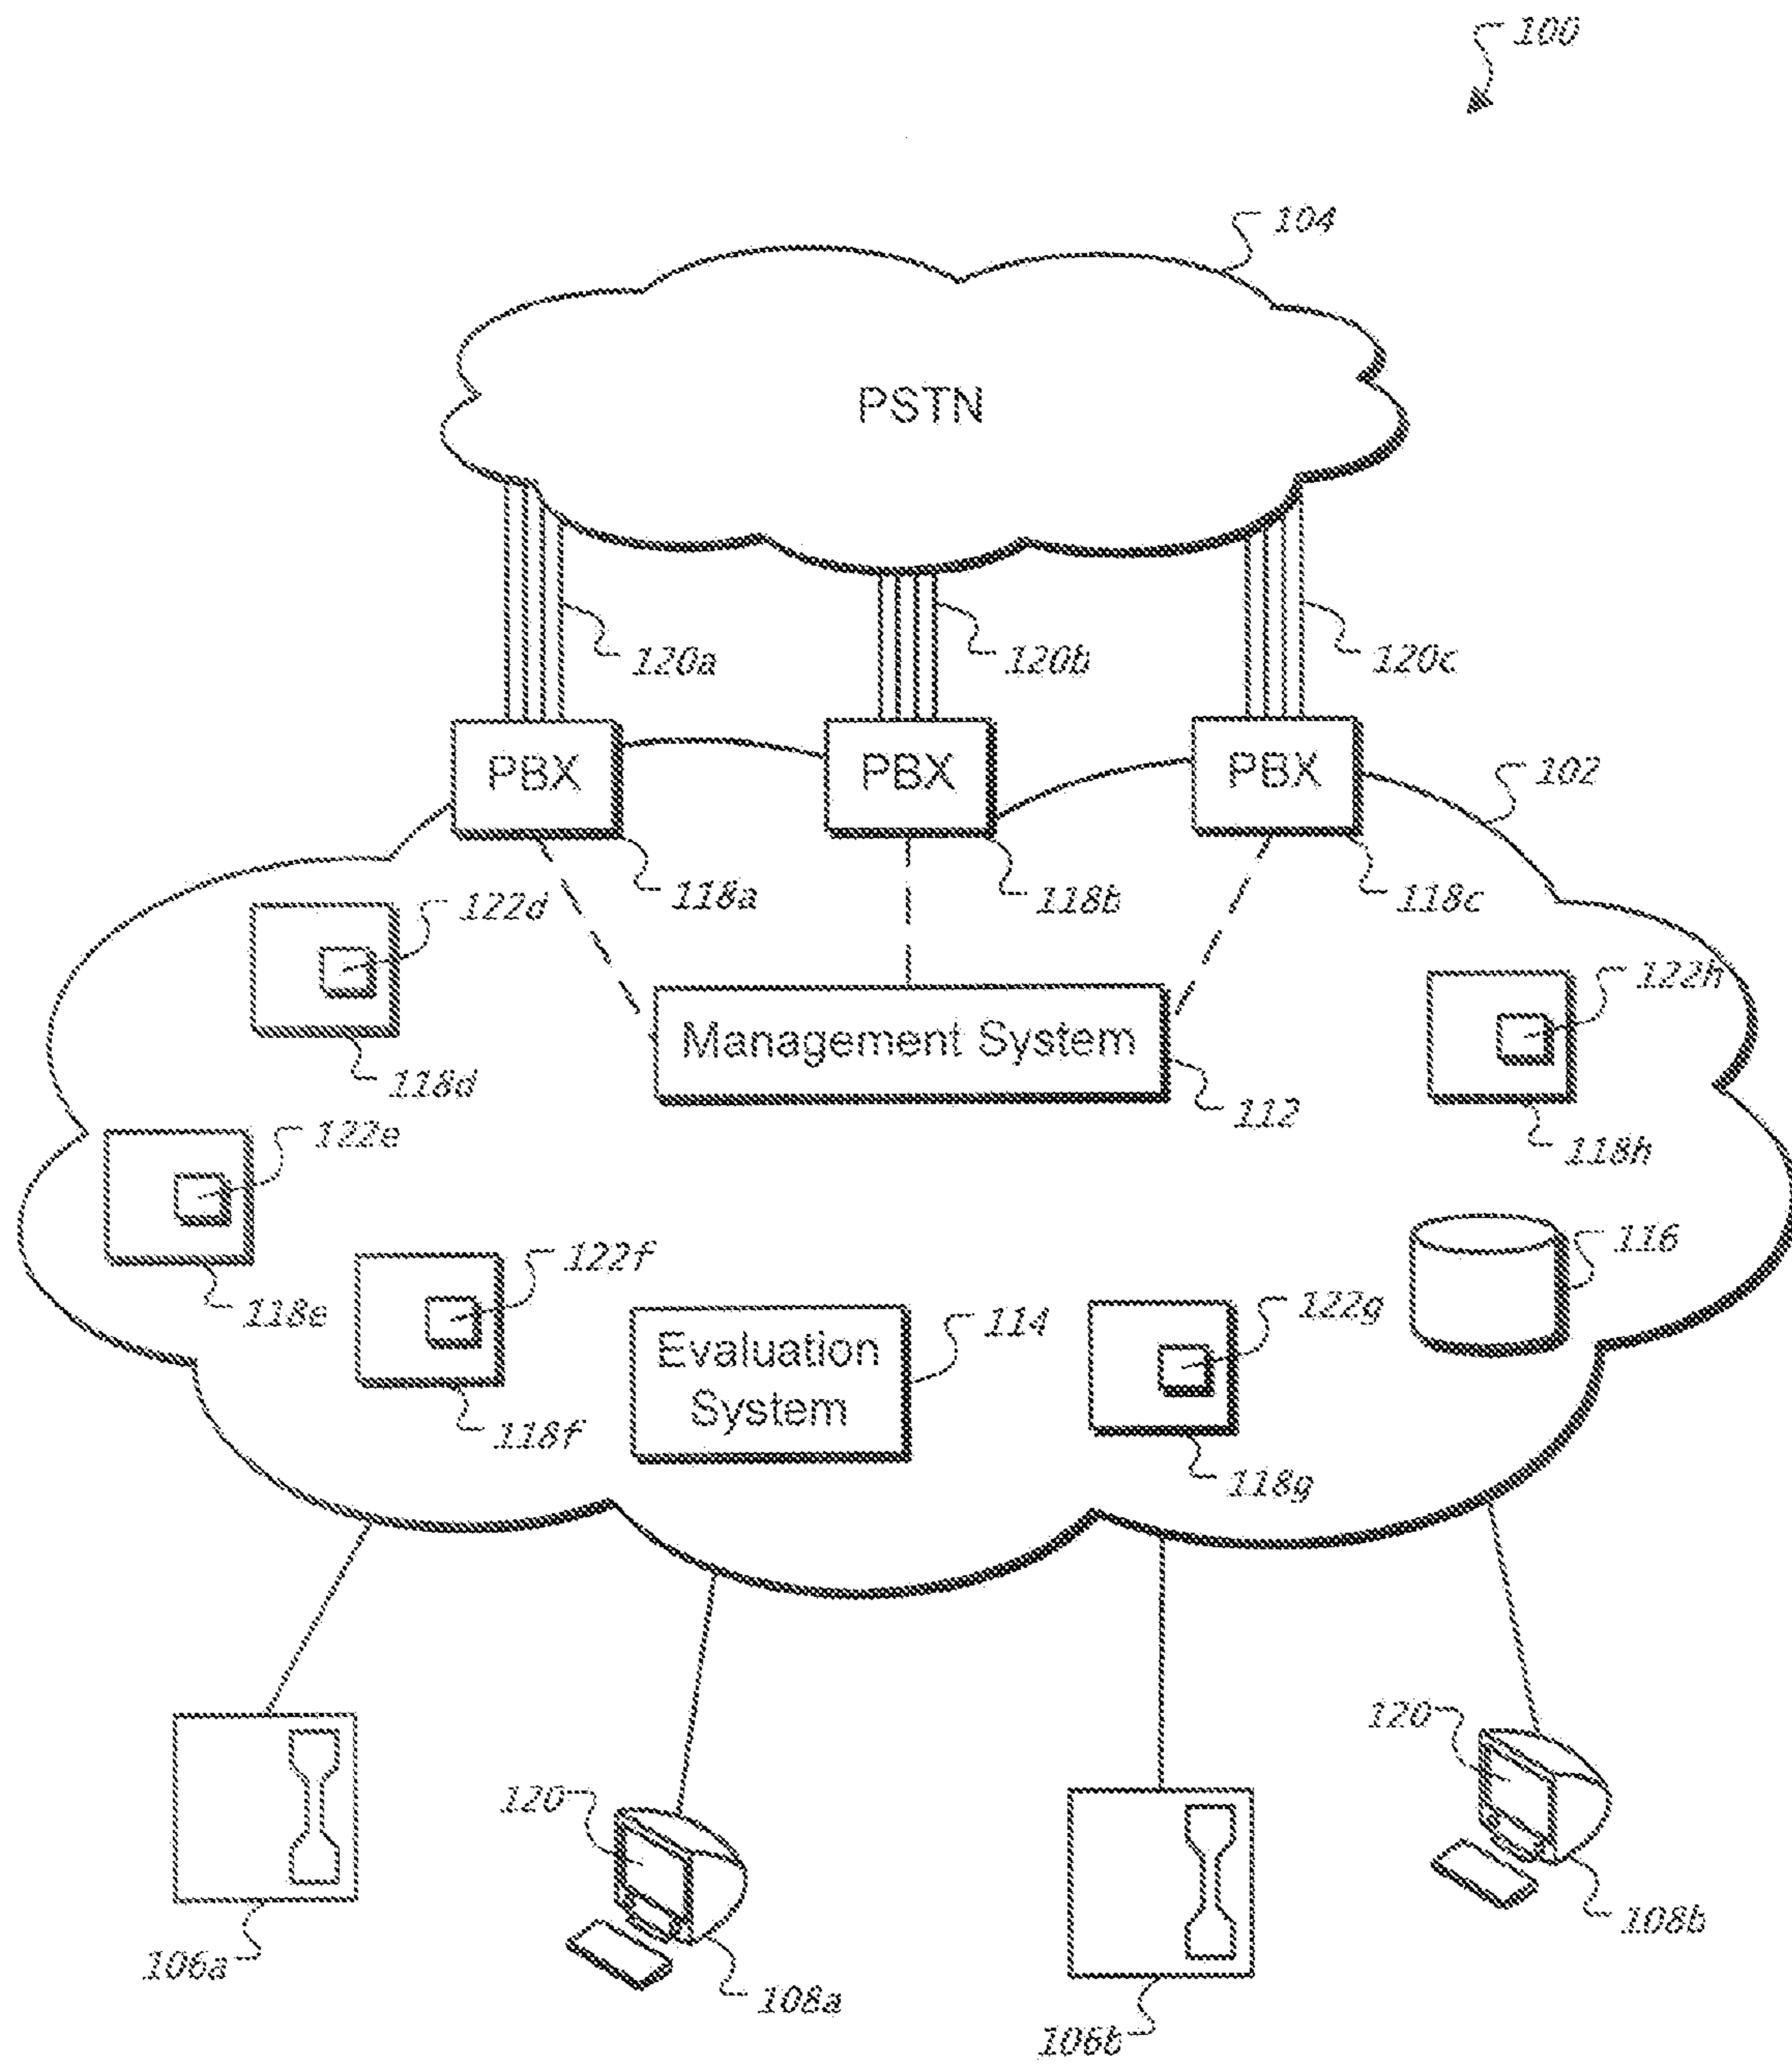 100
104
PSTN
120a
120b
120c
PBX
PBX
PBX
102
118a
118b
118c
122d
122h
Management System
118d
112
118h
122e
116
122f
122g
118e
114
Evaluation
System
118f
118g
120
120
106a
108a
108b
106b